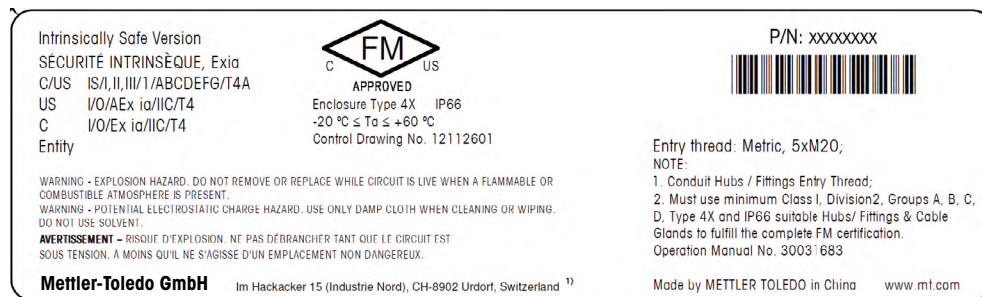 Intrinsically Safe Version
SÉCURITÉ INTRINSÈQUE, Exia
C/US IS/I,II,III/1/ABCDEFG/T4A
US I/0/AEx ia/IIC/T4
C I/0/Ex ia/IIC/T4
Entity
FM
C US
APPROVED
Enclosure Type 4X IP66
-20 ºC ≤ Ta ≤ +60 ºC
Control Drawing No. 12112601
WARNING - EXPLOSION HAZARD. DO NOT REMOVE OR REPLACE WHILE CIRCUIT IS LIVE WHEN A FLAMMABLE OR
COMBUSTIBLE ATMOSPHERE IS PRESENT.
WARNING - POTENTIAL ELECTROSTATIC CHARGE HAZARD. USE ONLY DAMP CLOTH WHEN CLEANING OR WIPING.
DO NOT USE SOLVENT.
AVERTISSEMENT – RISQUE D'EXPLOSION. NE PAS DÉBRANCHER TANT QUE LE CIRCUIT EST
SOUS TENSION, A MOINS QU'IL NE S'AGISSE D'UN EMPLACEMENT NON DANGEREUX.
Mettler-Toledo GmbH Im Hackacker 15 (Industrie Nord), CH-8902 Urdorf, Switzerland 1)
P/N: xxxxxxxx
Entry thread: Metric, 5xM20;
NOTE:
1. Conduit Hubs / Fittings Entry Thread;
2. Must use minimum Class I, Division2, Groups A, B, C,
D, Type 4X and IP66 suitable Hubs/ Fittings & Cable
Glands to fulfill the complete FM certification.
Operation Manual No. 30031683
Made by METTLER TOLEDO in China www.mt.com